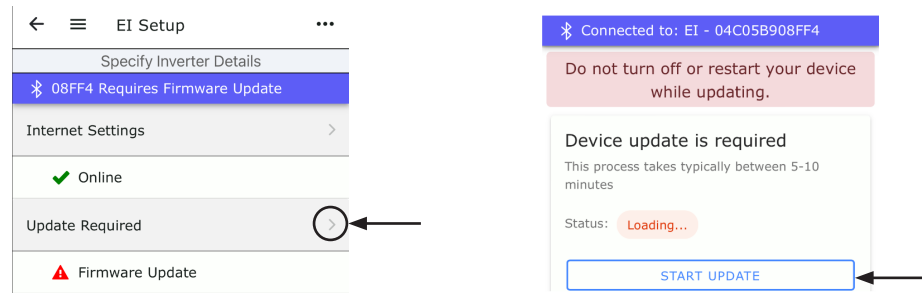 EI Setup
Specify Inverter Details
08FF4 Requires Firmware Update
Internet Settings
Online
Update Required
Firmware Update
Connected to: EI - 04C05B908FF4
Do not turn off or restart your device
while updating.
Device update is required
This process takes typically between 5-10
minutes
Status: Loading...
START UPDATE